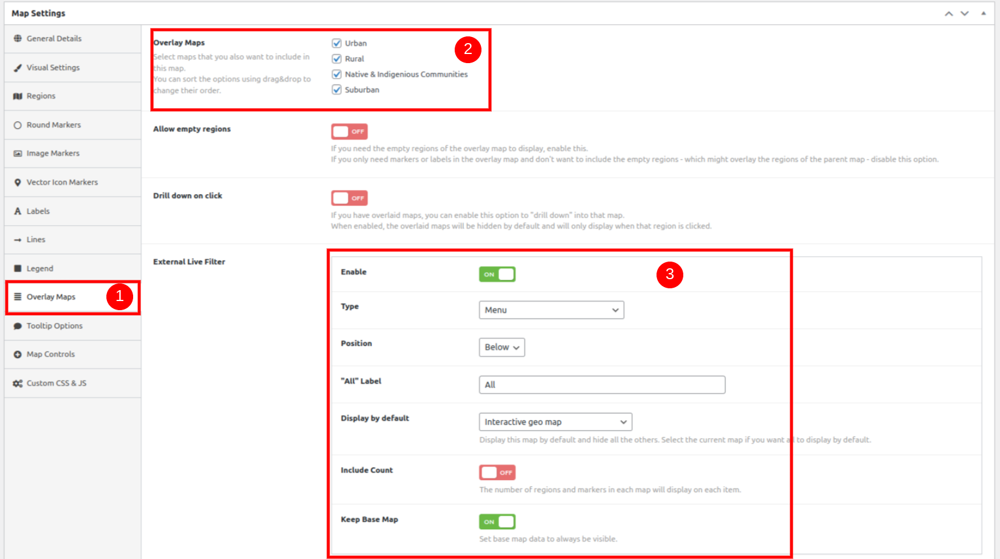 Map Settings
General Details
Visual Settings
Regions
Round Markers
Image Markers
Vector Icon Markers
Labels
Lines
Legend
Overlay Maps
1
Tooltip Options
Map Controls
Custom CSS & JS
Overlay Maps
Select maps that you also want to include in
this map.
You can sort the options using drag&drop to
change their order.
Urban
Rural
Native & Indigenious Communities
Suburban
2
Allow empty regions
OFF
If you need the empty regions of the overlay map to display, enable this.
If you only need markers or labels in the overlay map and don't want to include the empty regions - which might overlay the regions of the parent map - disable this option.
Drill down on click
OFF
If you have overlaid maps, you can enable this option to "drill down" into that map.
When enabled, the overlaid maps will be hidden by default and will only display when that region is clicked.
External Live Filter
Enable
ON
3
Type
Menu
Position
Below
"All" Label
All
Display by default
Interactive geo map
Display this map by default and hide all the others. Select the current map if you want all to display by default.
Include Count
OFF
The number of regions and markers in each map will display on each item.
Keep Base Map
ON
Set base map data to always be visible.